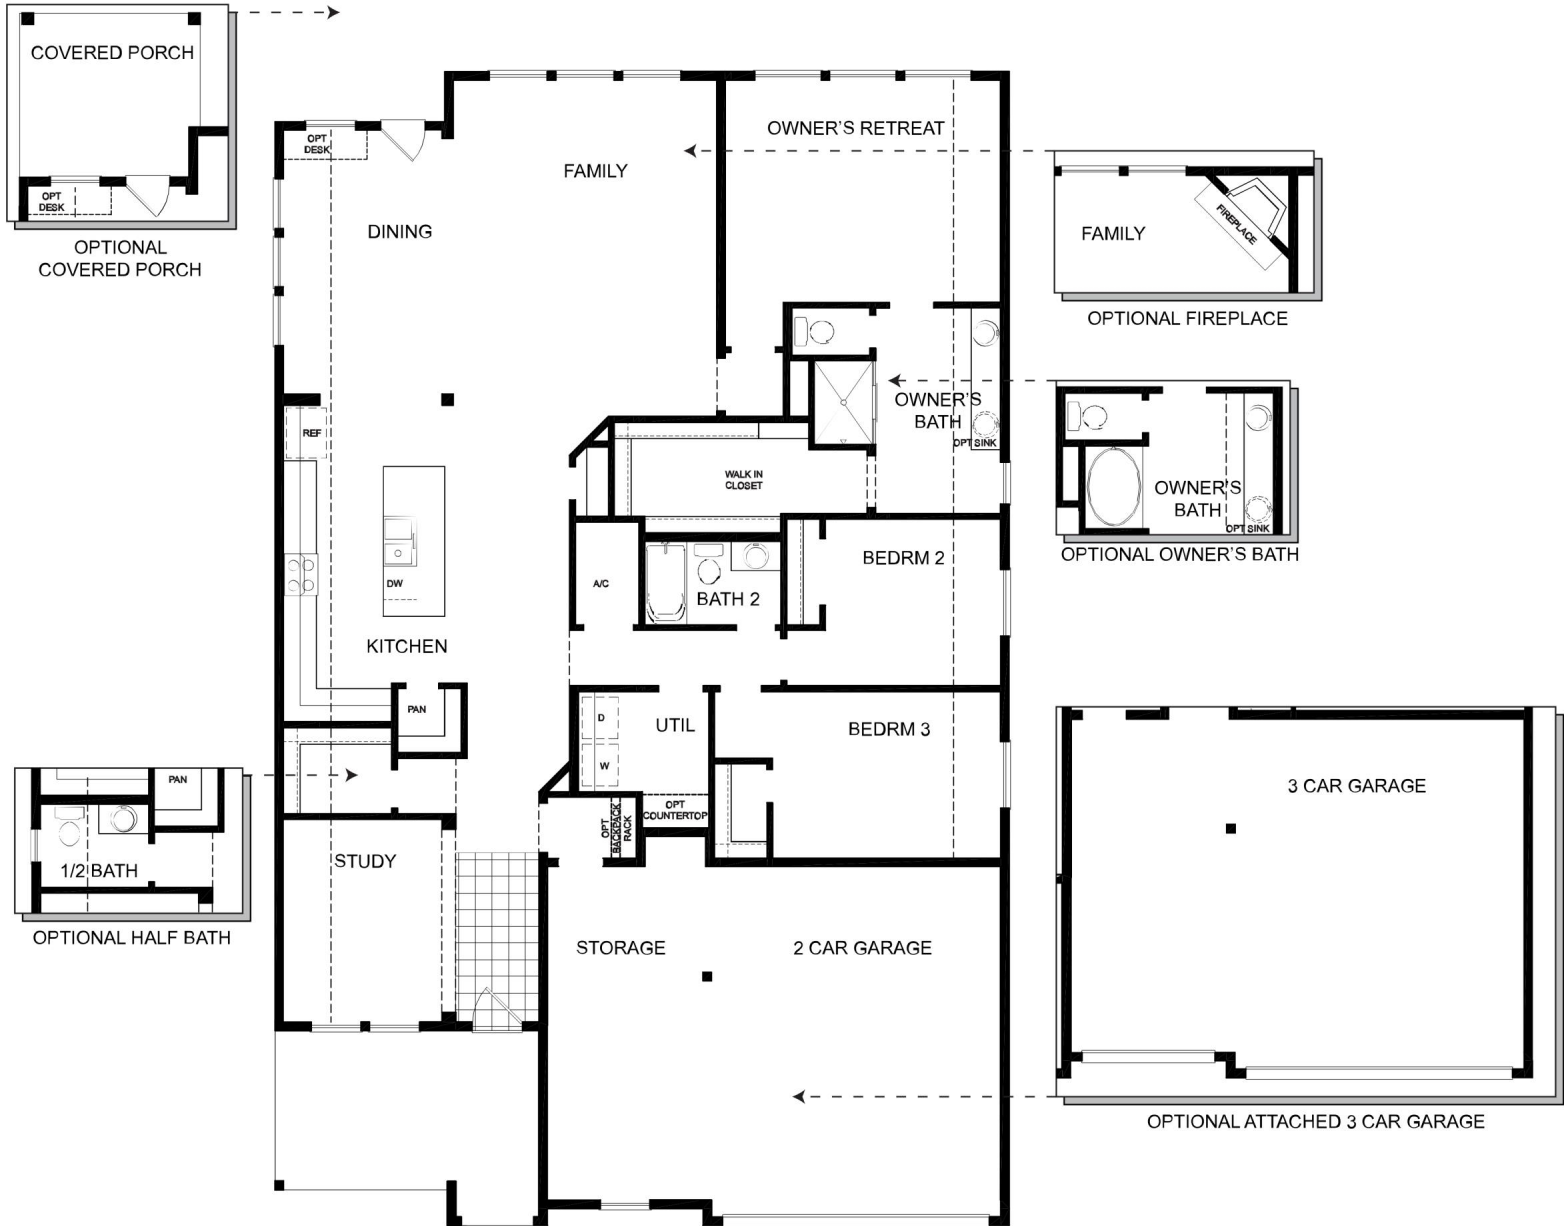 COVERED PORCH
OPT
DESK
OPTIONAL
COVERED PORCH
OPT
DESK
FAMILY
DINING
OWNER'S RETREAT
FAMILY
FIREPLACE
OPTIONAL FIREPLACE
REF
WALK IN
CLOSET
OWNER'S
BATH
OPT SINK
OWNER'S
BATH
OPT SINK
OPTIONAL OWNER'S BATH
DW
KITCHEN
A/C
BATH 2
BEDRM 2
PAN
D
W
UTIL
OPT
COUNTERTOP
OPT
BACKPACK
RACK
BEDRM 3
3 CAR GARAGE
OPTIONAL ATTACHED 3 CAR GARAGE
PAN
1/2 BATH
OPTIONAL HALF BATH
STUDY
STORAGE
2 CAR GARAGE